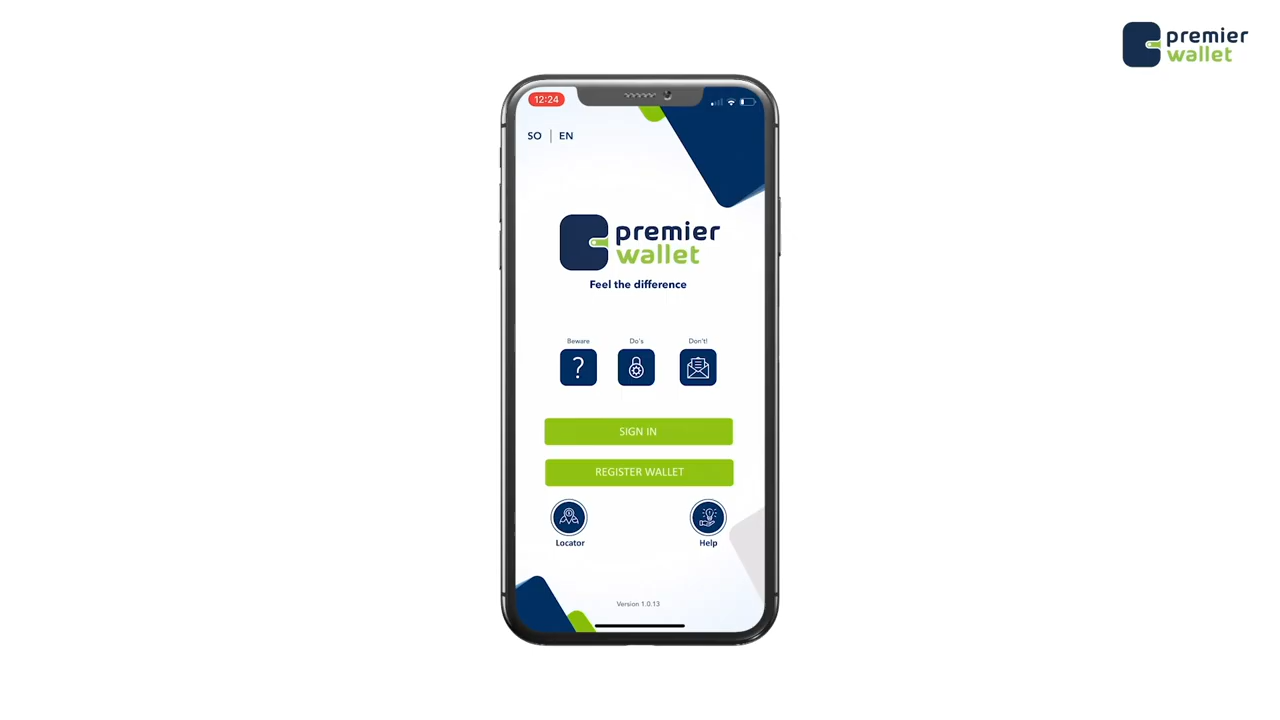 premier
wallet
12:24
SO | EN
premier
wallet
Feel the difference
Beware
Do's
Don't!
?
SIGN IN
REGISTER WALLET
Locator
Help
Version 1.0.13